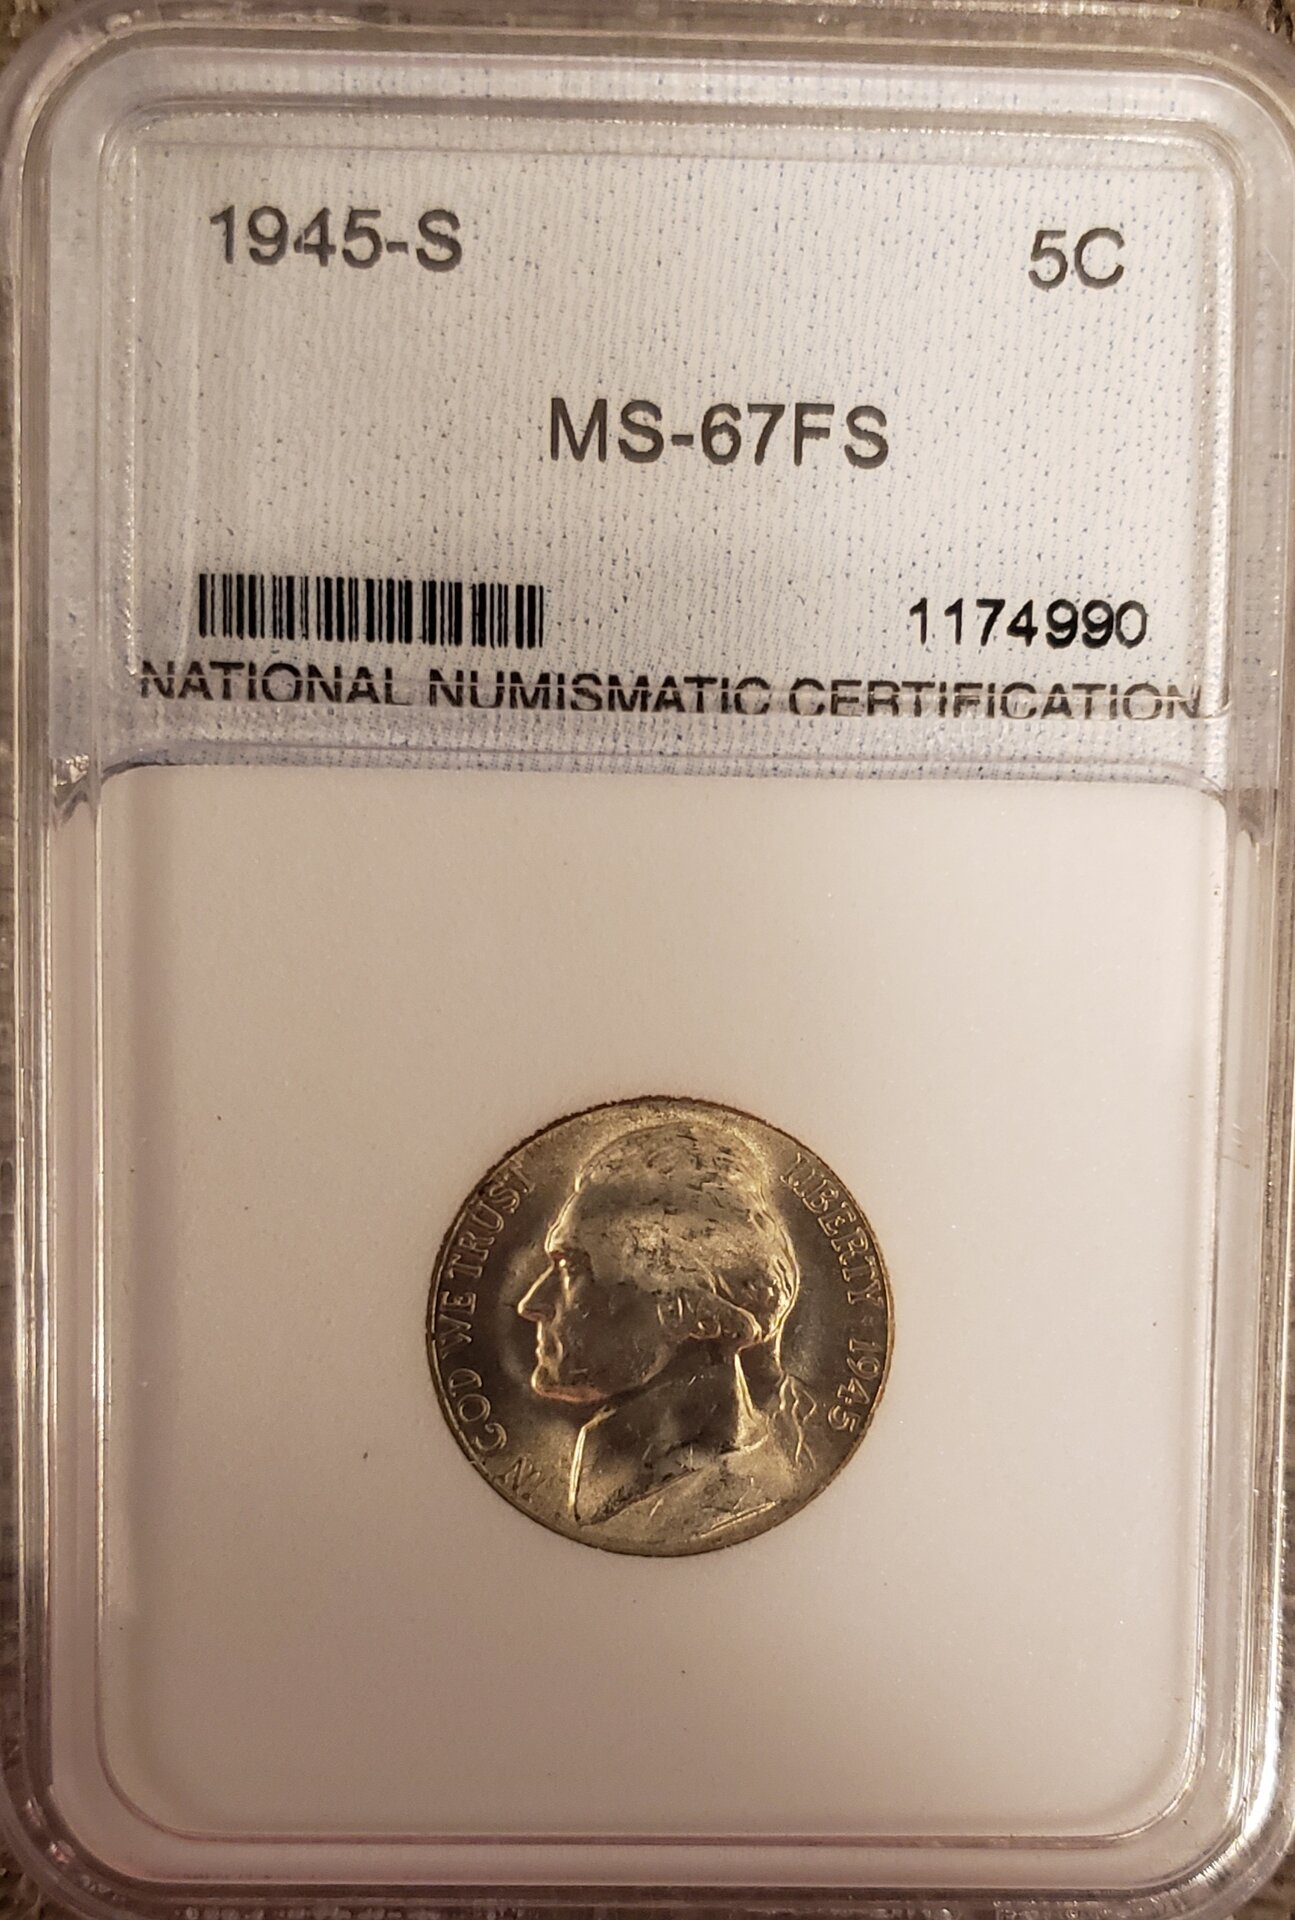 1945-S 5C
MS-67FS
1174990
NATIONAL NUMISMATIC CERTIFICATION
IN GOD WE TRUST
LIBERTY 1945